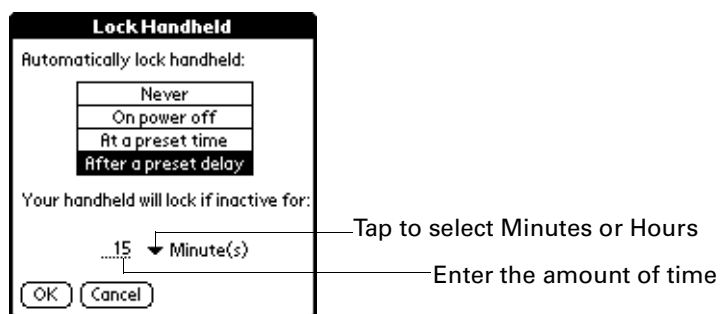 Lock Handheld
Automatically lock handheld:
Never
On power off
At a preset time
After a preset delay
Your handheld will lock if inactive for:
15 Minute(s)
Tap to select Minutes or Hours
Enter the amount of time
OK Cancel